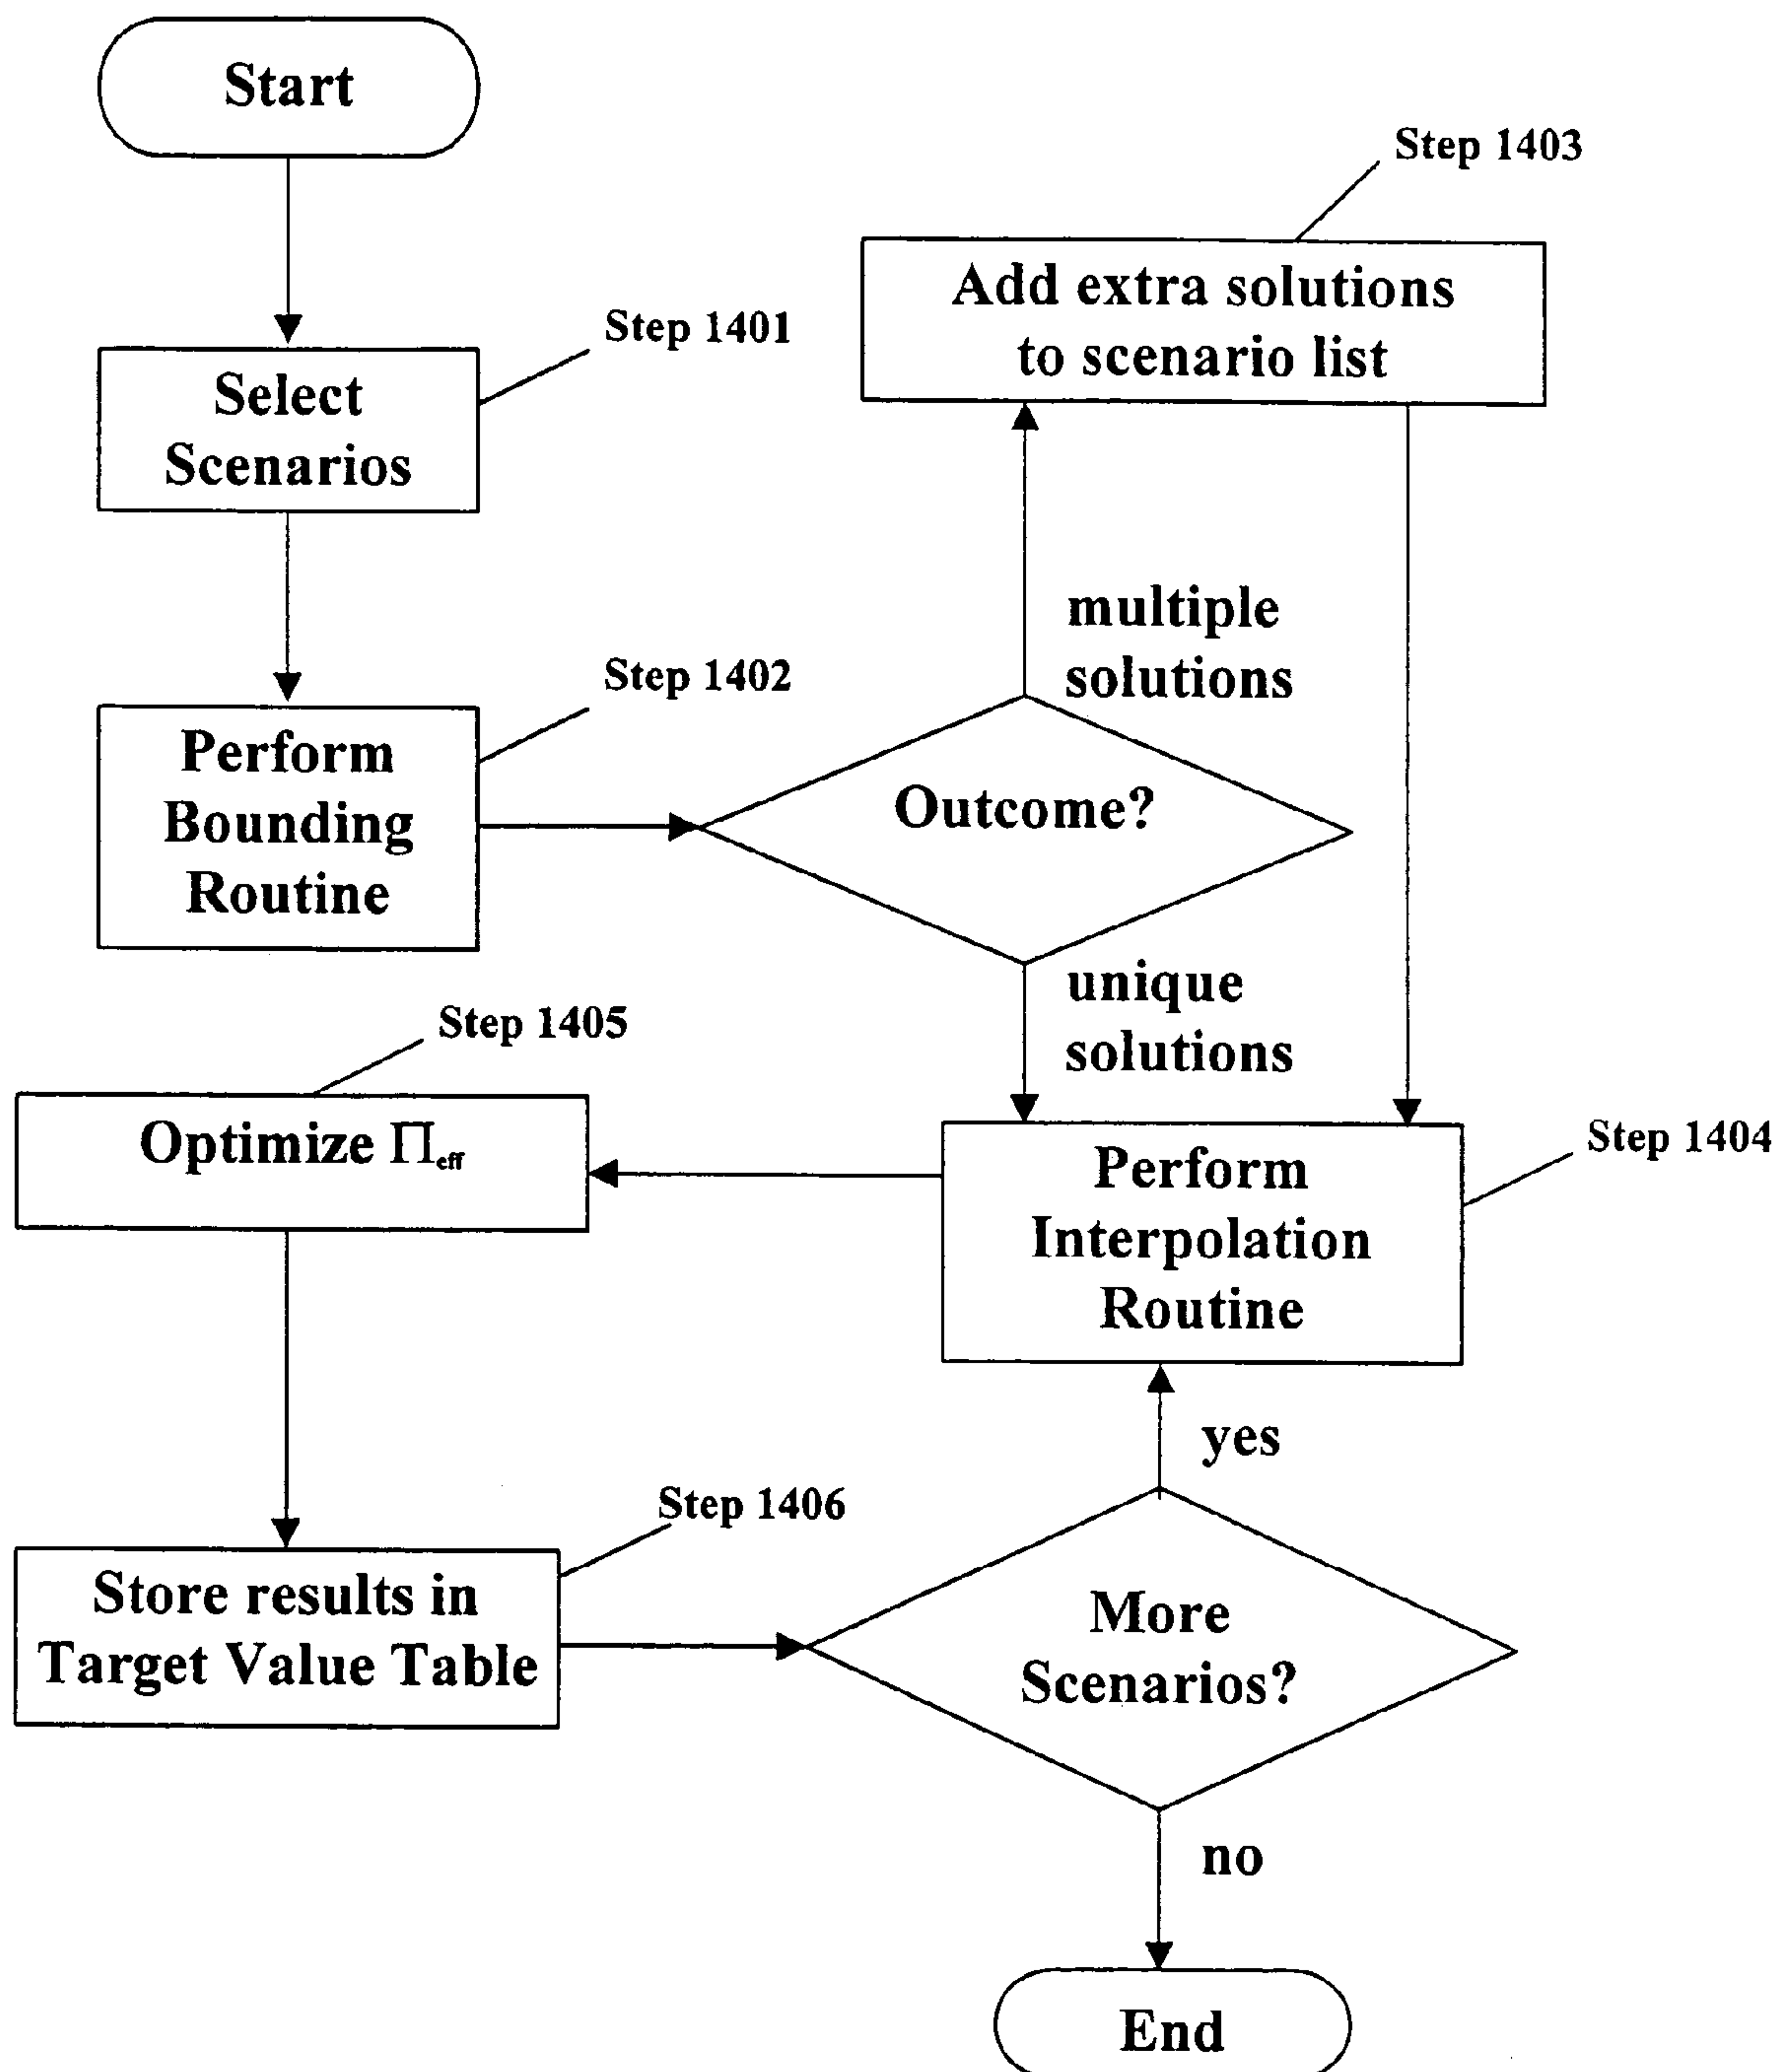 Start
Step 1401
Select
Scenarios
Step 1402
Perform
Bounding
Routine
Outcome?
multiple
solutions
Step 1403
Add extra solutions
to scenario list
unique
solutions
Step 1404
Perform
Interpolation
Routine
Step 1405
Optimize Π_eff
Step 1406
Store results in
Target Value Table
More
Scenarios?
yes
no
End